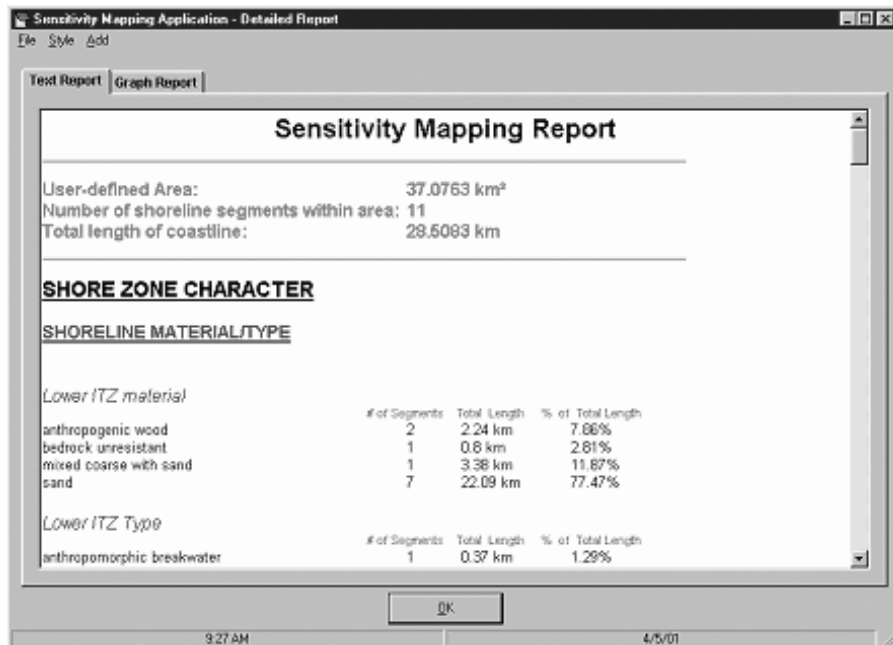 Sensitivity Mapping Application - Detailed Report
File Style Add
Text Report Graph Report
Sensitivity Mapping Report
User-defined Area: 37.0763 km²
Number of shoreline segments within area: 11
Total length of coastline: 28.5083 km
SHORE ZONE CHARACTER
SHORELINE MATERIAL/TYPE
Lower ITZ material
# of Segments Total Length % of Total Length
anthropogenic wood 2 2.24 km 7.86%
bedrock unresistant 1 0.8 km 2.81%
mixed coarse with sand 1 3.38 km 11.87%
sand 7 22.09 km 77.47%
Lower ITZ Type
# of Segments Total Length % of Total Length
anthropomorphic breakwater 1 0.37 km 1.29%
OK
9:27 AM 4/5/01